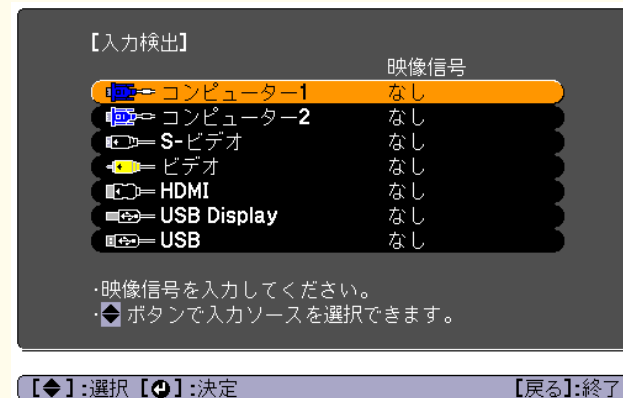 【入力検出】
映像信号
コンピューター1 なし
コンピューター2 なし
S-ビデオ なし
ビデオ なし
HDMI なし
USB Display なし
USB なし
・映像信号を入力してください。
・ ボタンで入力ソースを選択できます。
【◆】:選択 【⏎】:決定 【戻る】:終了